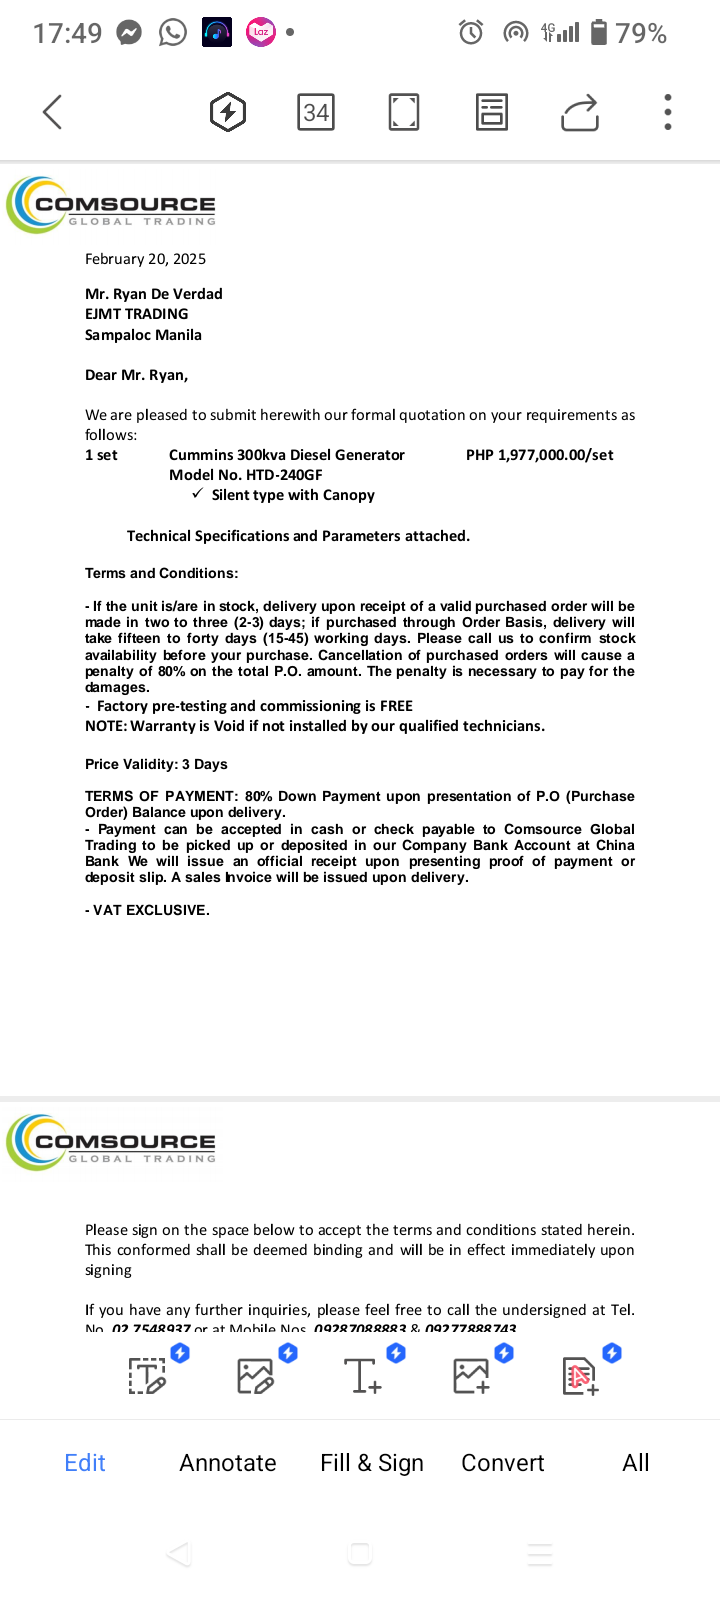 17:49
Laz
4G
79%
34
COMSOURCE
GLOBAL TRADING
February 20, 2025
Mr. Ryan De Verdad
EJMT TRADING
Sampaloc Manila
Dear Mr. Ryan,
We are pleased to submit herewith our formal quotation on your requirements as
follows:
1 set Cummins 300kva Diesel Generator PHP 1,977,000.00/set
Model No. HTD-240GF
✓ Silent type with Canopy
Technical Specifications and Parameters attached.
Terms and Conditions:
- If the unit is/are in stock, delivery upon receipt of a valid purchased order will be
made in two to three (2-3) days; if purchased through Order Basis, delivery will
take fifteen to forty days (15-45) working days. Please call us to confirm stock
availability before your purchase. Cancellation of purchased orders will cause a
penalty of 80% on the total P.O. amount. The penalty is necessary to pay for the
damages.
- Factory pre-testing and commissioning is FREE
NOTE: Warranty is Void if not installed by our qualified technicians.
Price Validity: 3 Days
TERMS OF PAYMENT: 80% Down Payment upon presentation of P.O (Purchase
Order) Balance upon delivery.
- Payment can be accepted in cash or check payable to Comsource Global
Trading to be picked up or deposited in our Company Bank Account at China
Bank We will issue an official receipt upon presenting proof of payment or
deposit slip. A sales Invoice will be issued upon delivery.
- VAT EXCLUSIVE.
COMSOURCE
GLOBAL TRADING
Please sign on the space below to accept the terms and conditions stated herein.
This conformed shall be deemed binding and will be in effect immediately upon
signing
If you have any further inquiries, please feel free to call the undersigned at Tel.
No. 02 7548937 or at Mobile Nos. 09287088883 & 09277888743
Edit Annotate Fill & Sign Convert All